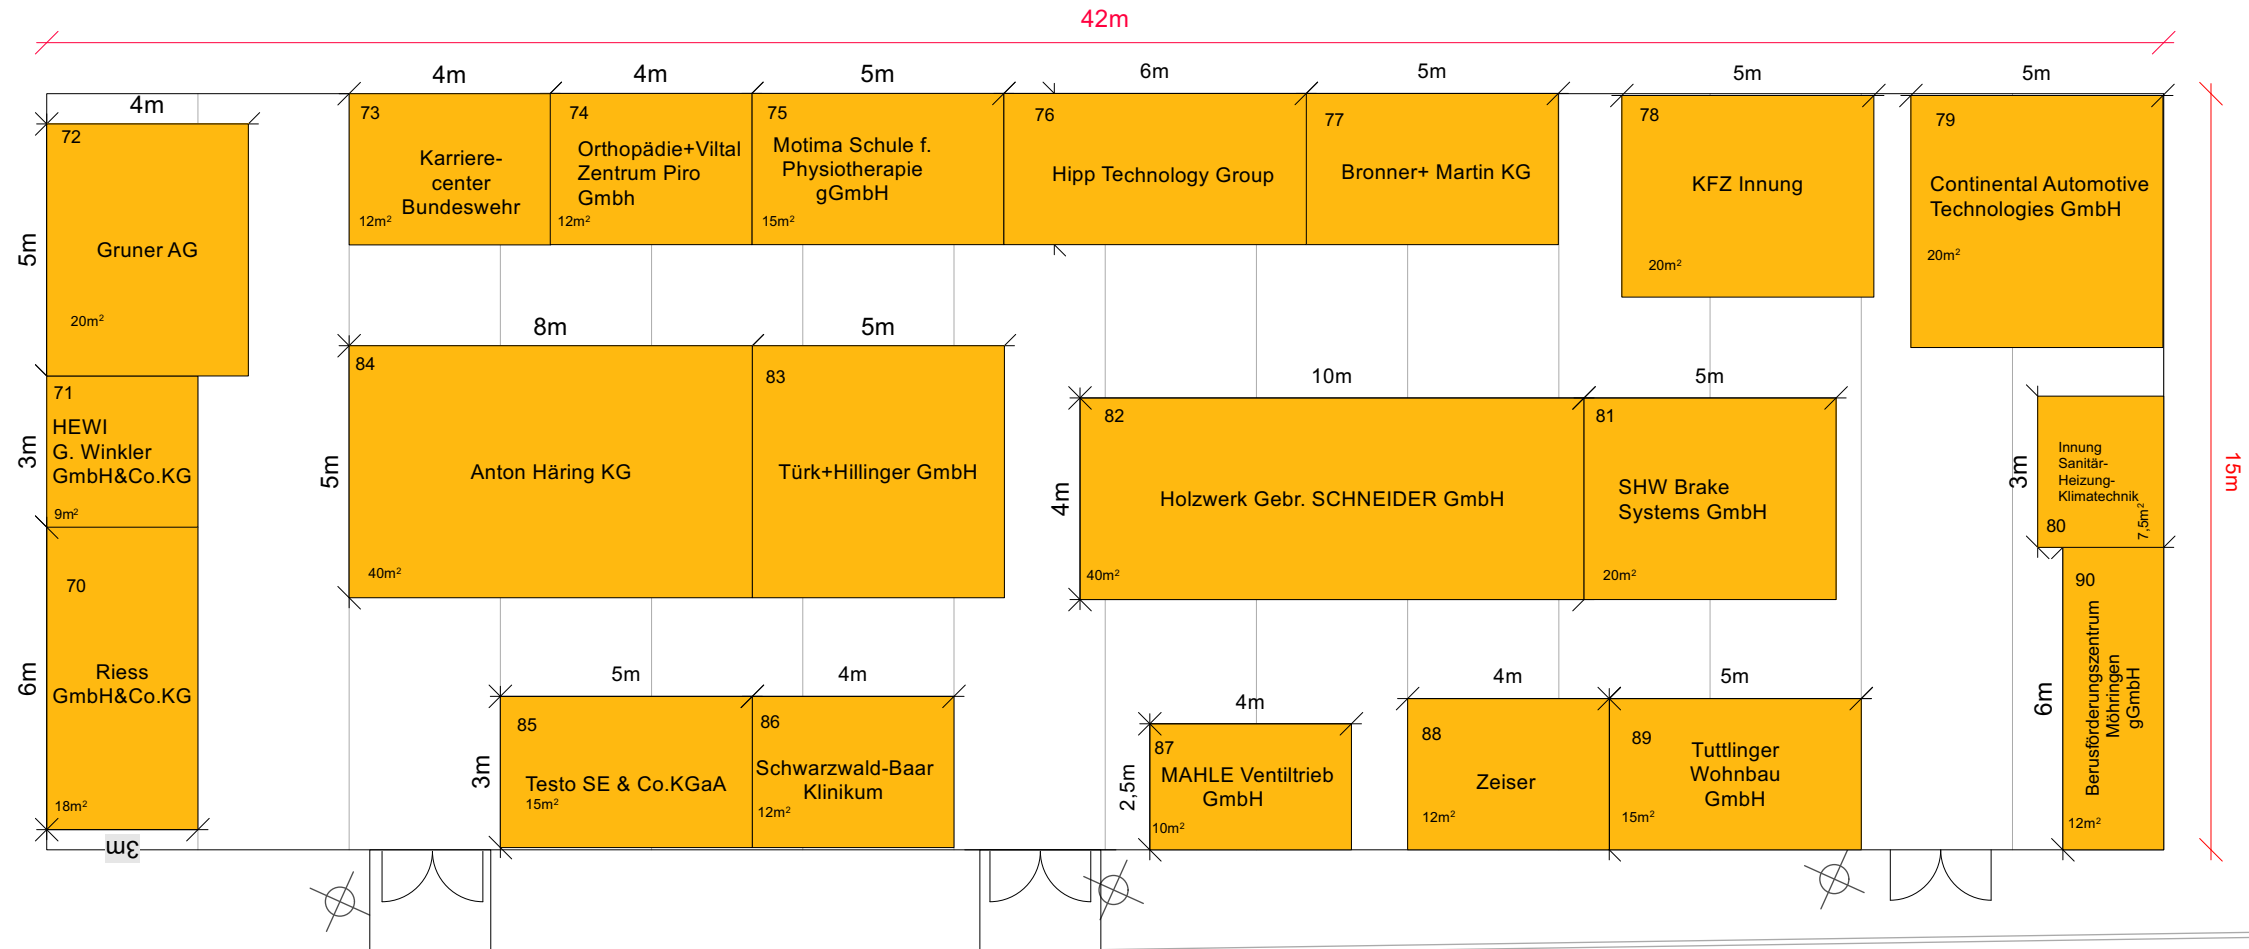 42m
4m
4m
5m
6m
5m
5m
5m
4m
72
Gruner AG
20m²
5m
73
Karriere-
center
Bundeswehr
12m²
74
Orthopädie+Viltal
Zentrum Piro
Gmbh
12m²
75
Motima Schule f.
Physiotherapie
gGmbH
15m²
76
Hipp Technology Group
77
Bronner+ Martin KG
78
KFZ Innung
20m²
79
Continental Automotive
Technologies GmbH
20m²
71
HEWI
G. Winkler
GmbH&Co.KG
9m²
3m
8m
5m
84
Anton Häring KG
40m²
5m
83
Türk+Hillinger GmbH
10m
5m
82
Holzwerk Gebr. SCHNEIDER GmbH
40m²
4m
81
SHW Brake
Systems GmbH
20m²
3m
Innung
Sanitär-
Heizung-
Klimatechnik
80
7,5m²
15m
70
Riess
GmbH&Co.KG
18m²
6m
3m
5m
4m
85
Testo SE & Co.KGaA
15m²
3m
86
Schwarzwald-Baar
Klinikum
12m²
4m
87
MAHLE Ventiltrieb
GmbH
10m²
2,5m
4m
5m
88
Zeiser
12m²
89
Tuttlinger
Wohnbau
GmbH
15m²
6m
90
Berusförderungszentrum
Möhringen
gGmbH
12m²